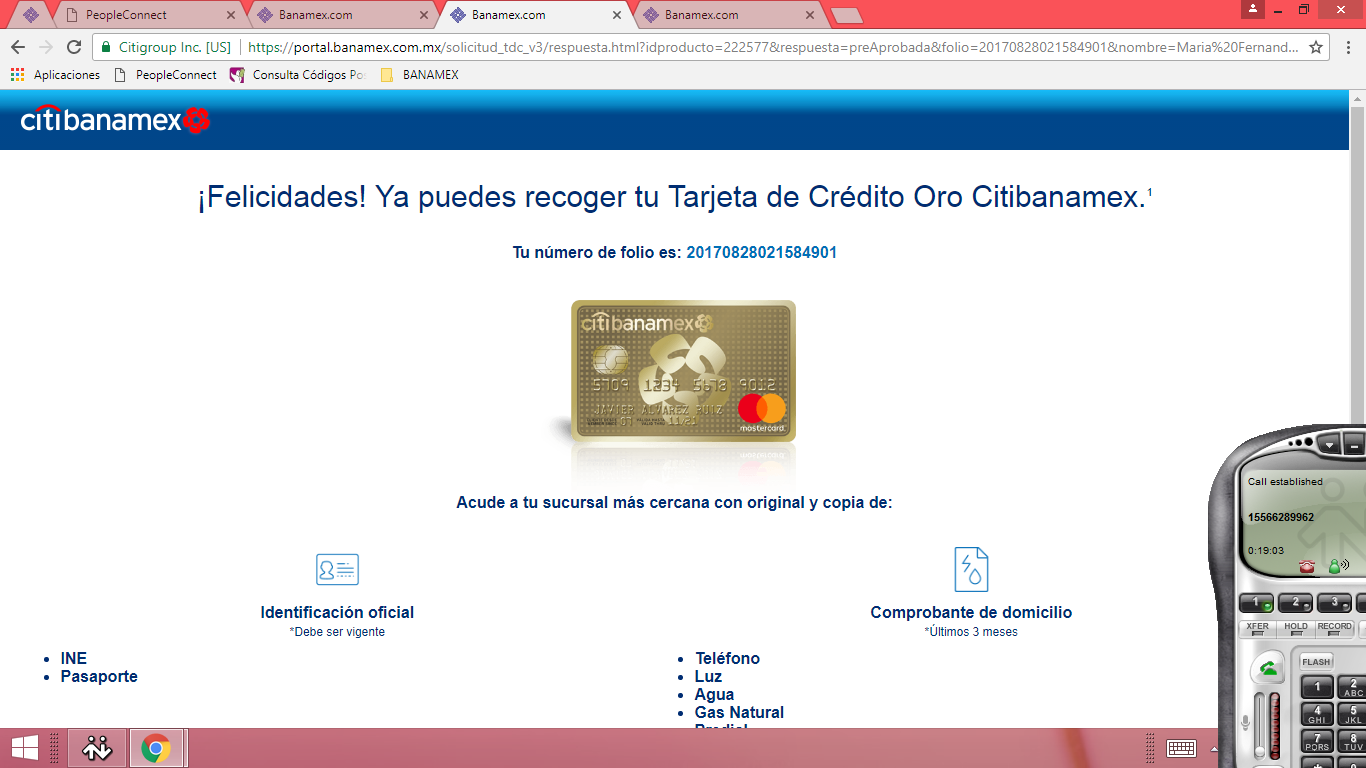 PeopleConnect
Banamex.com
Banamex.com
Banamex.com
Citigroup Inc. [US]
https://portal.banamex.com.mx/solicitud_tdc_v3/respuesta.html?idproducto=222577&respuesta=preAprobada&folio=20170828021584901&nombre=Maria%20Fernand...
Aplicaciones
PeopleConnect
Consulta Códigos Po
BANAMEX
citibanamex
¡Felicidades! Ya puedes recoger tu Tarjeta de Crédito Oro Citibanamex.¹
Tu número de folio es: 20170828021584901
citibanamex
5709 1234 5678 9012
JAVIER ALVAREZ RUIZ
07 11/21
mastercard
Acude a tu sucursal más cercana con original y copia de:
Identificación oficial
*Debe ser vigente
INE
Pasaporte
Comprobante de domicilio
*Últimos 3 meses
Teléfono
Luz
Agua
Gas Natural
Predial
Call established
15566289962
0:19:03
1 2 3
XFER HOLD RECORD
FLASH
1 2 ABC
4 GHI 5 JKL
7 PQRS 8 TUV